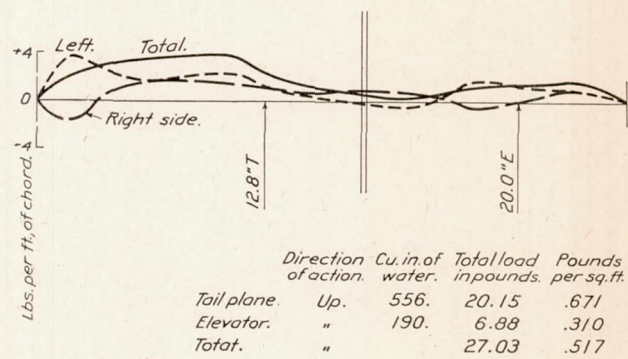 +4
Left.
Total.
0
Right side.
-4
Lbs. per ft., of chord.
12.8"T
20.0"E
Direction of action. Cu. in. of water. Total load in pounds. Pounds per sq. ft.
Tail plane. Up. 556. 20.15 .671
Elevator. " 190. 6.88 .310
Total. " 27.03 .517